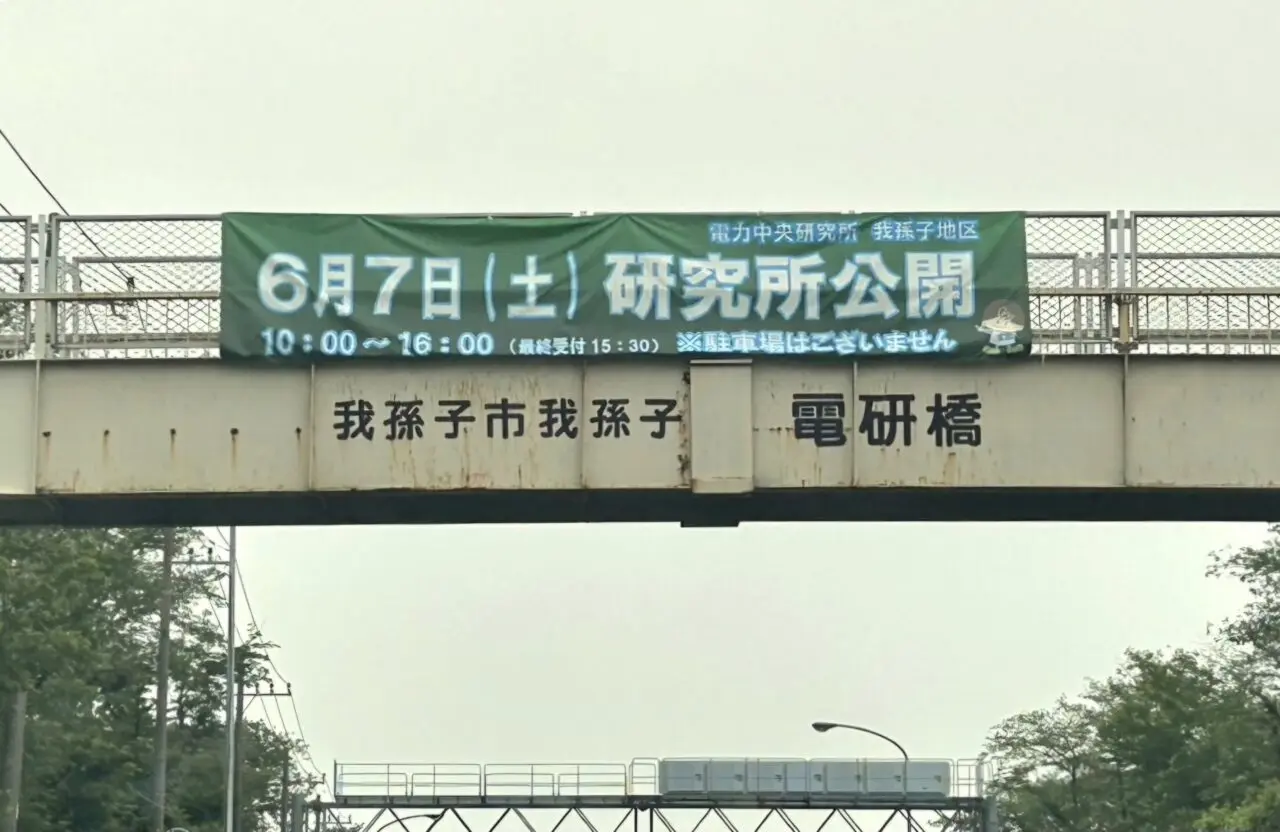 電力中央研究所 我孫子地区
6月7日(土)研究所公開
10:00～16:00(最終受付15:30) ※駐車場はございません
我孫子市我孫子 電研橋